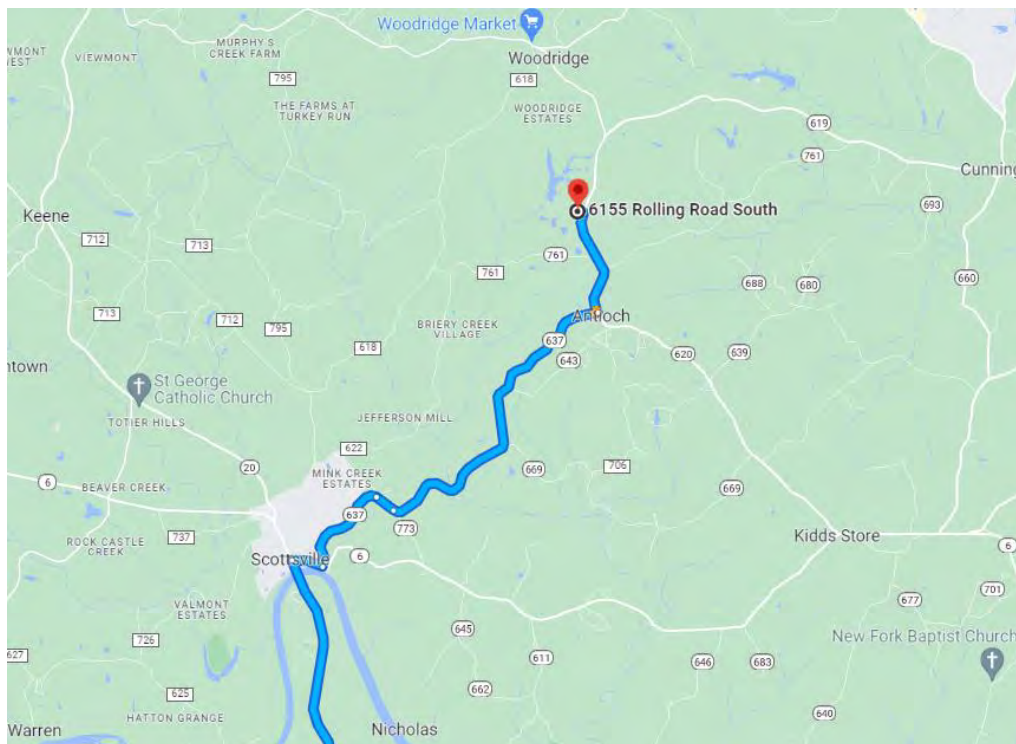 Woodridge Market
Woodridge
MURPHY S
CREEK FARM
VIEWMONT
WMONT
EST
795
618
THE FARMS AT
TURKEY RUN
WOODRIDGE
ESTATES
619
761
Cunning
693
Keene
6155 Rolling Road South
712
713
761
761
660
688
680
713
712
795
BRIERY CREEK
VILLAGE
Antioch
637
618
643
620
639
ntown
St George
Catholic Church
TOTIER HILLS
JEFFERSON MILL
622
20
MINK CREEK
ESTATES
669
706
6
BEAVER CREEK
669
637
773
737
ROCK CASTLE
CREEK
Kidds Store
6
Scottsville
6
701
677
VALMONT
ESTATES
726
645
New Fork Baptist Church
627
611
646
683
625
662
640
HATTON GRANGE
Warren
Nicholas